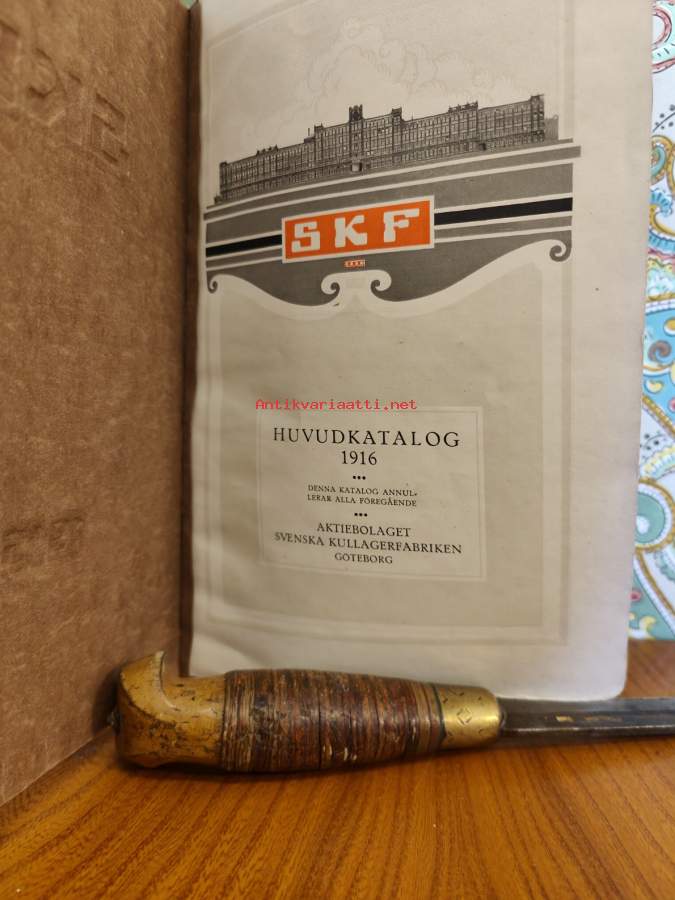 SKF
Antikvariaatti.net
HUVUDKATALOG
1916
DENNA KATALOG ANNUL-
LERAR ALLA FÖREGÅENDE
AKTIEBOLAGET
SVENSKA KULLAGERFABRIKEN
GÖTEBORG